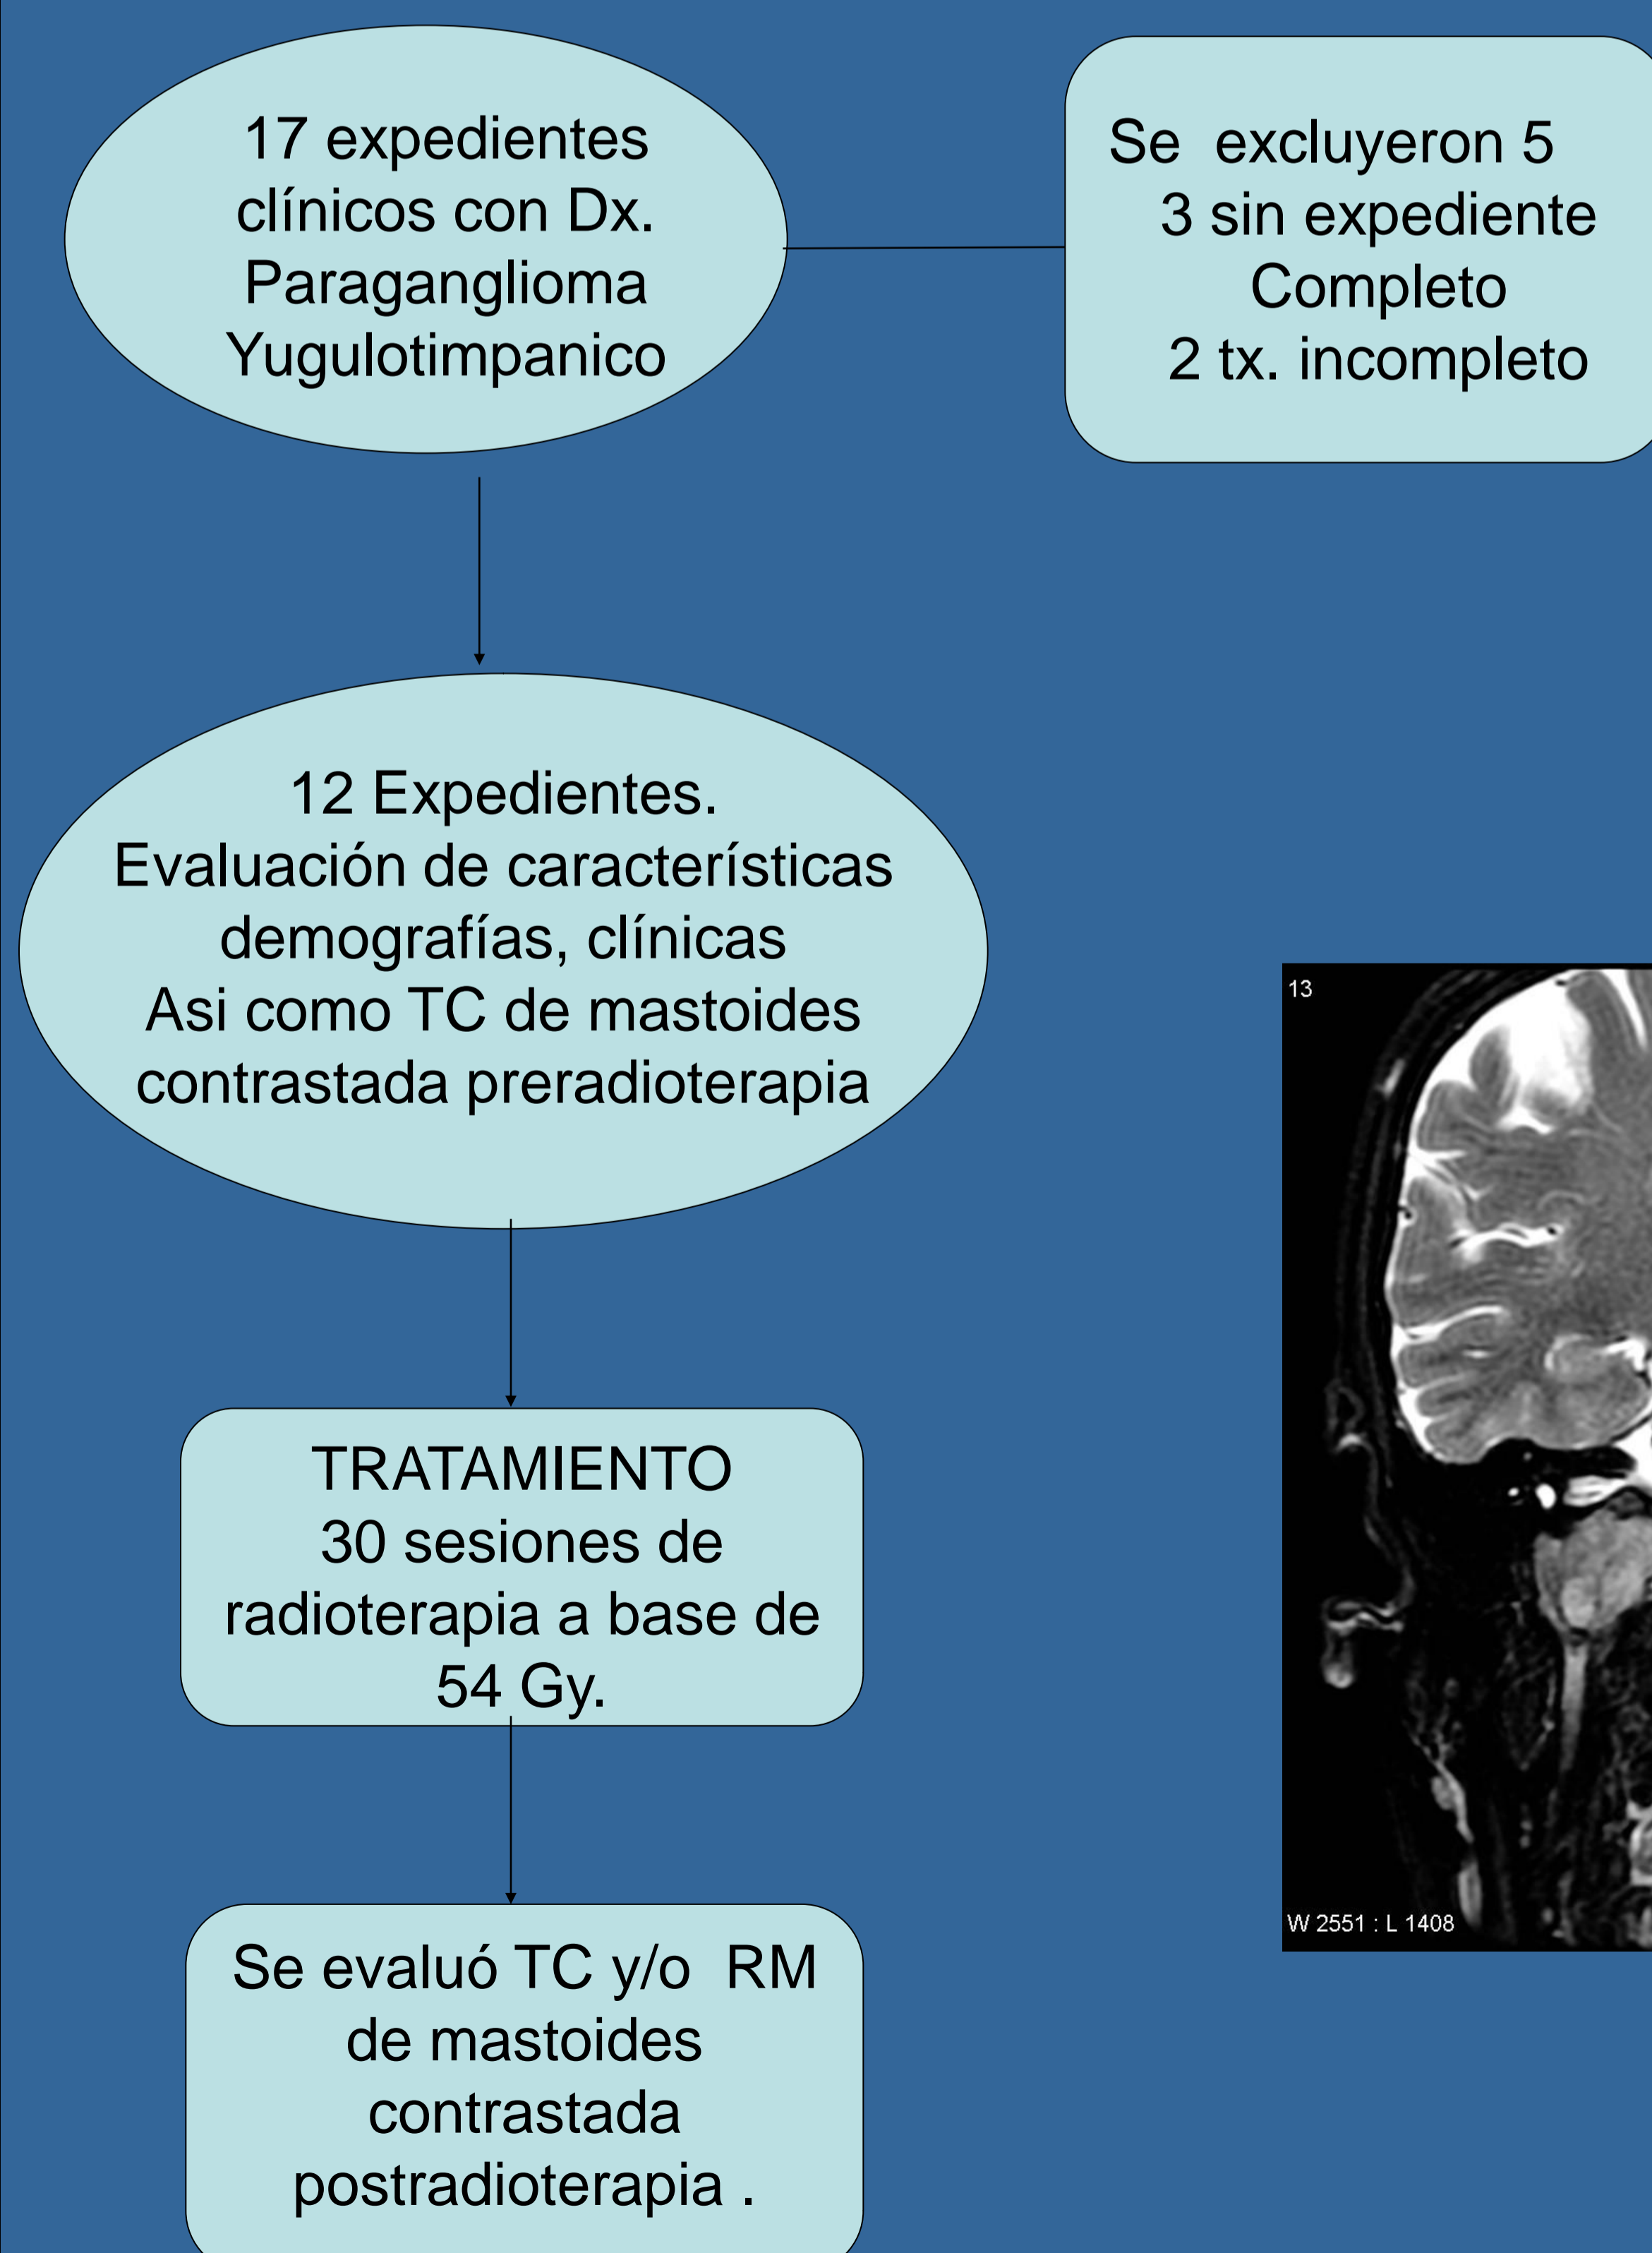 17 expedientes
clínicos con Dx.
Paraganglioma
Yugulotimpanico
Se excluyeron 5
3 sin expediente
Completo
2 tx. incompleto
12 Expedientes.
Evaluación de características
demografías, clínicas
Asi como TC de mastoides
contrastada preradioterapia
TRATAMIENTO
30 sesiones de
radioterapia a base de
54 Gy.
Se evaluó TC y/o RM
de mastoides
contrastada
postradioterapia .
13
W 2551 : L 1408